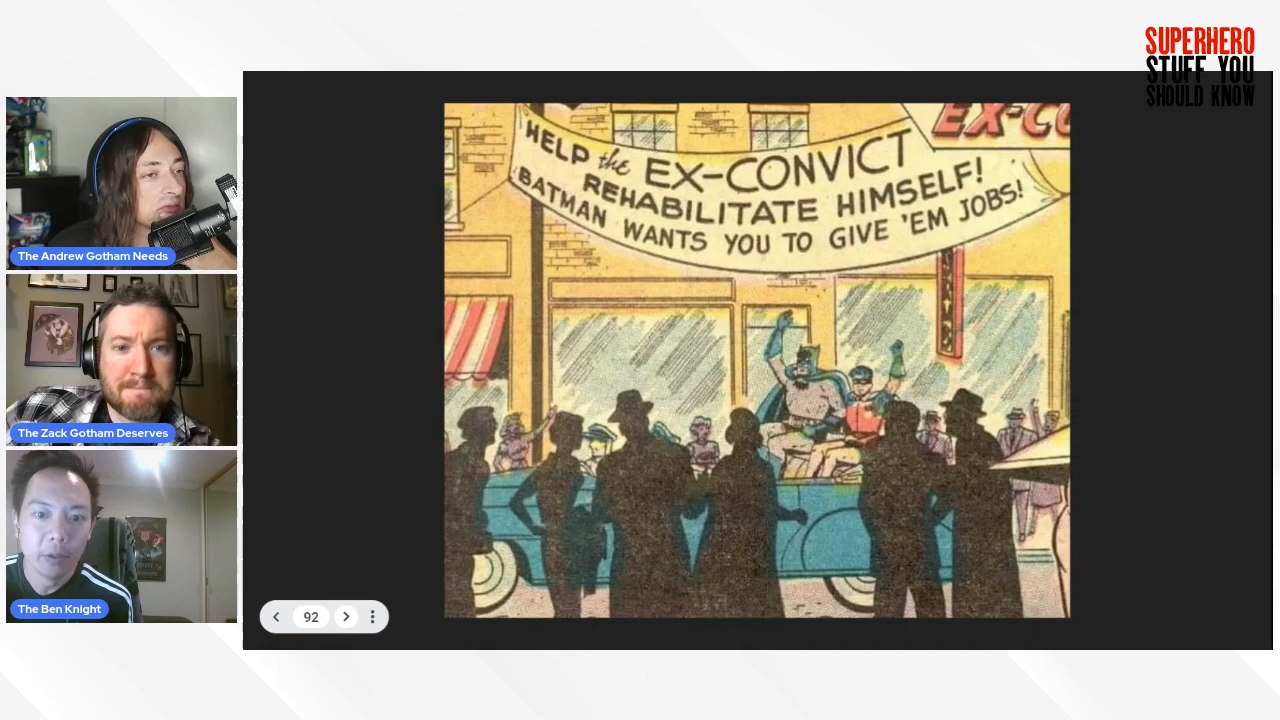 SUPERHERO
STUFF YOU
SHOULD KNOW
The Andrew Gotham Needs
The Zack Gotham Deserves
The Ben Knight
HELP the EX-CONVICT
REHABILITATE HIMSELF!
BATMAN WANTS YOU TO GIVE 'EM JOBS!
92